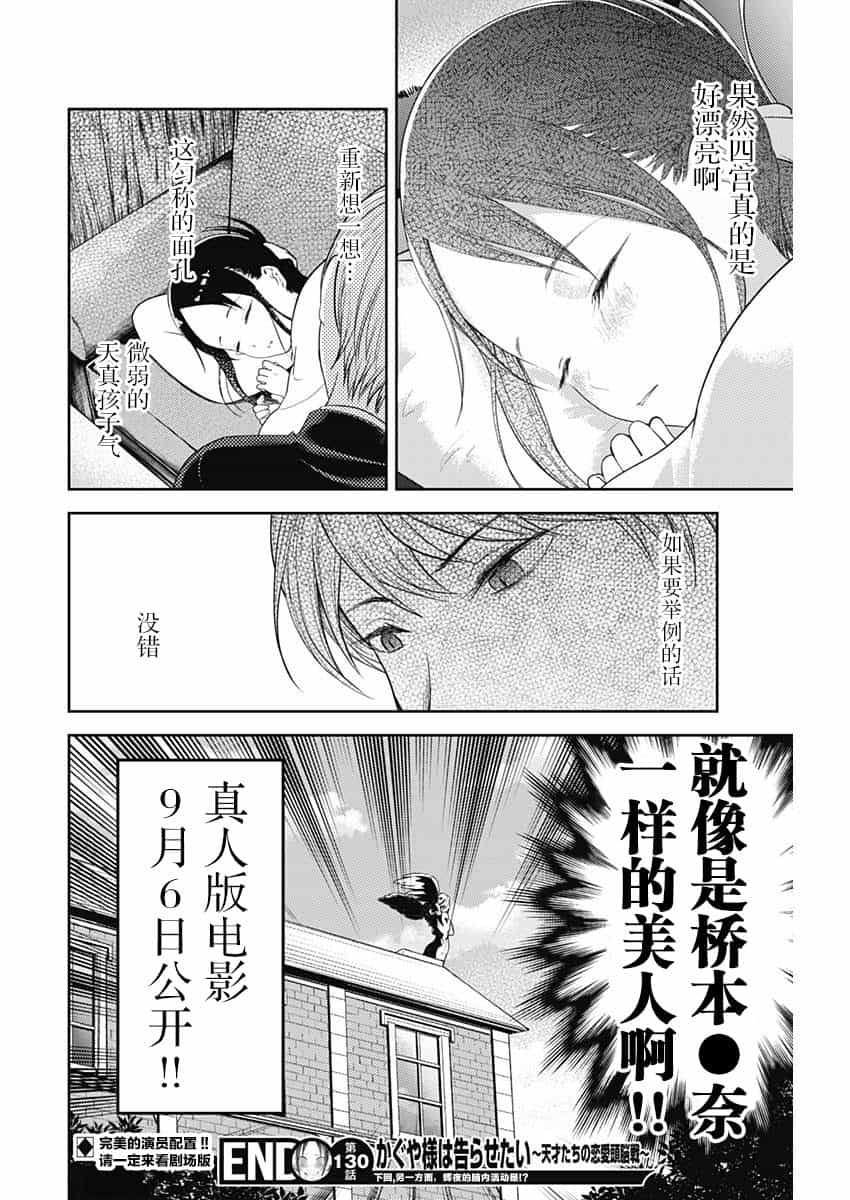 果然四宫真的是
好漂亮啊
重新想一想…
这匀称的面孔
微弱的
天真孩子气
如果要举例的话
没错
就像是桥本●奈
一样的美人啊!!
真人版电影
9月6日公开!!
◆完美的演员配置!!
请一定来看剧场版
END
第130話
かぐや様は告らせたい~天才たちの恋愛頭脳戦~
下回,另一方面，辉夜的脑内活动是!?